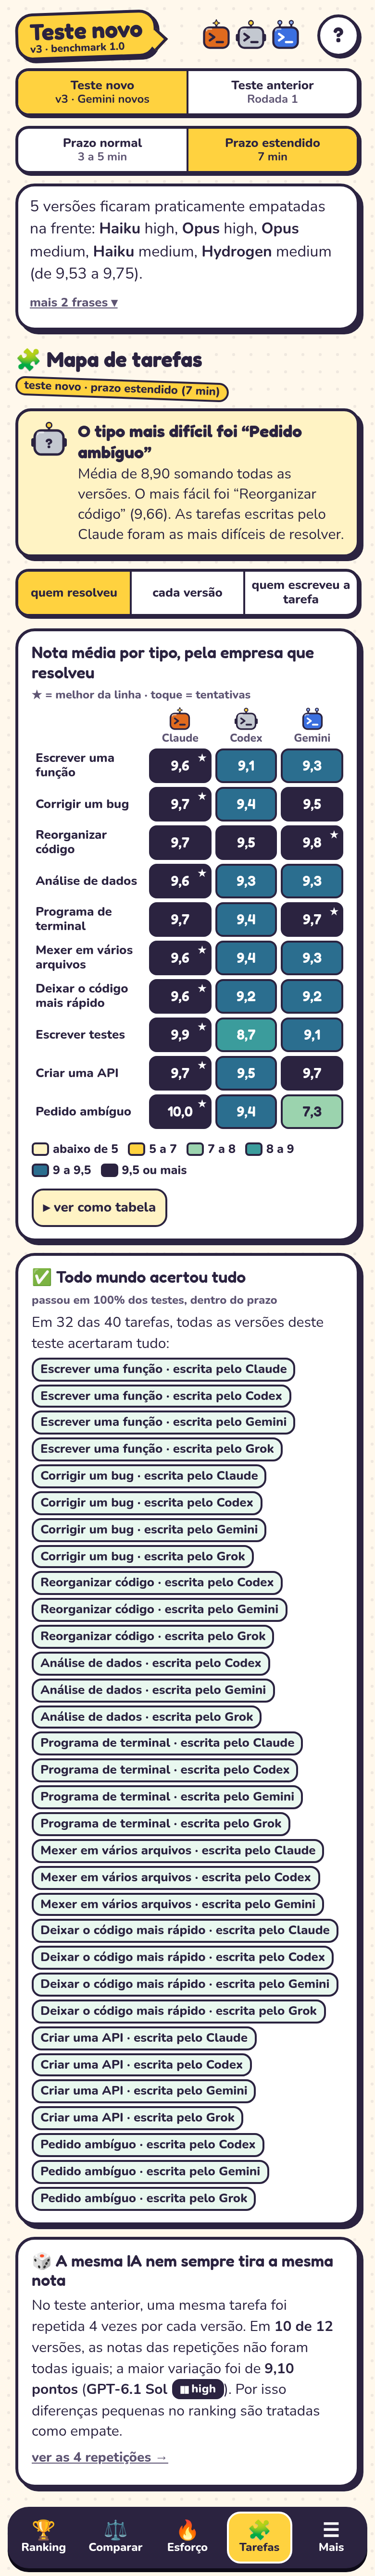 Teste novo
v3 · benchmark 1.0
?
Teste novo
v3 · Gemini novos
Teste anterior
Rodada 1
Prazo normal
3 a 5 min
Prazo estendido
7 min
5 versões ficaram praticamente empatadas
na frente: Haiku high, Opus high, Opus
medium, Haiku medium, Hydrogen medium
(de 9,53 a 9,75).
mais 2 frases ▾
🧩 Mapa de tarefas
teste novo · prazo estendido (7 min)
?
O tipo mais difícil foi “Pedido
ambíguo”
Média de 8,90 somando todas as
versões. O mais fácil foi “Reorganizar
código” (9,66). As tarefas escritas pelo
Claude foram as mais difíceis de resolver.
quem resolveu
cada versão
quem escreveu a
tarefa
Nota média por tipo, pela empresa que
resolveu
★ = melhor da linha · toque = tentativas
Claude Codex Gemini
Escrever uma
função
9,6 ★ 9,1 9,3
Corrigir um bug 9,7 ★ 9,4 9,5
Reorganizar
código
9,7 9,5 9,8 ★
Análise de dados 9,6 ★ 9,3 9,3
Programa de
terminal
9,7 9,4 9,7 ★
Mexer em vários
arquivos
9,6 ★ 9,4 9,3
Deixar o código
mais rápido
9,6 ★ 9,2 9,2
Escrever testes 9,9 ★ 8,7 9,1
Criar uma API 9,7 ★ 9,5 9,7
Pedido ambíguo 10,0 ★ 9,4 7,3
abaixo de 5 5 a 7 7 a 8 8 a 9
9 a 9,5 9,5 ou mais
▸ ver como tabela
✅ Todo mundo acertou tudo
passou em 100% dos testes, dentro do prazo
Em 32 das 40 tarefas, todas as versões deste
teste acertaram tudo:
Escrever uma função · escrita pelo Claude
Escrever uma função · escrita pelo Codex
Escrever uma função · escrita pelo Gemini
Escrever uma função · escrita pelo Grok
Corrigir um bug · escrita pelo Claude
Corrigir um bug · escrita pelo Codex
Corrigir um bug · escrita pelo Gemini
Corrigir um bug · escrita pelo Grok
Reorganizar código · escrita pelo Codex
Reorganizar código · escrita pelo Gemini
Reorganizar código · escrita pelo Grok
Análise de dados · escrita pelo Codex
Análise de dados · escrita pelo Gemini
Análise de dados · escrita pelo Grok
Programa de terminal · escrita pelo Claude
Programa de terminal · escrita pelo Codex
Programa de terminal · escrita pelo Gemini
Programa de terminal · escrita pelo Grok
Mexer em vários arquivos · escrita pelo Claude
Mexer em vários arquivos · escrita pelo Codex
Mexer em vários arquivos · escrita pelo Gemini
Deixar o código mais rápido · escrita pelo Claude
Deixar o código mais rápido · escrita pelo Codex
Deixar o código mais rápido · escrita pelo Gemini
Deixar o código mais rápido · escrita pelo Grok
Criar uma API · escrita pelo Claude
Criar uma API · escrita pelo Codex
Criar uma API · escrita pelo Gemini
Criar uma API · escrita pelo Grok
Pedido ambíguo · escrita pelo Codex
Pedido ambíguo · escrita pelo Gemini
Pedido ambíguo · escrita pelo Grok
🎲 A mesma IA nem sempre tira a mesma
nota
No teste anterior, uma mesma tarefa foi
repetida 4 vezes por cada versão. Em 10 de 12
versões, as notas das repetições não foram
todas iguais; a maior variação foi de 9,10
pontos (GPT-6.1 Sol high). Por isso
diferenças pequenas no ranking são tratadas
como empate.
ver as 4 repetições →
Ranking
Comparar
Esforço
Tarefas
Mais